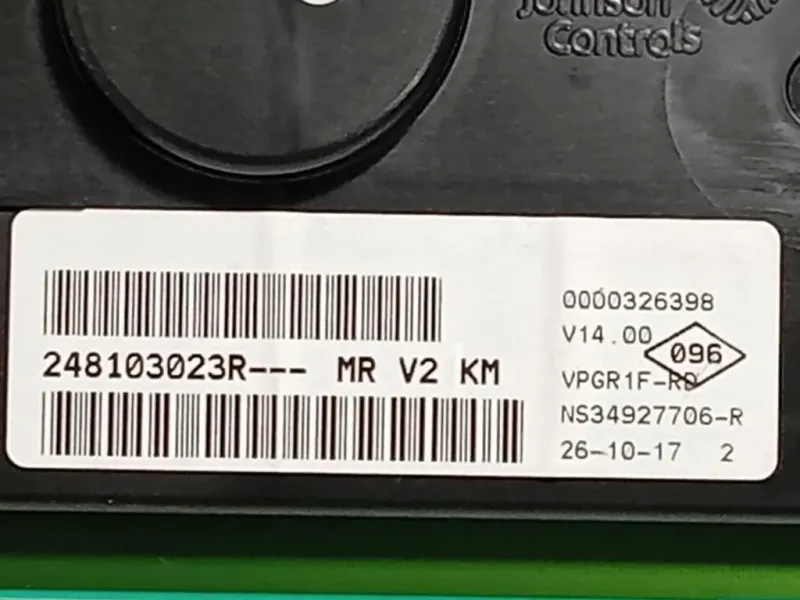 Johnson
Controls
0000326398
V14.00
096
248103023R--- MR V2 KM
VPGR1F-RD
NS34927706-R
26-10-17 2